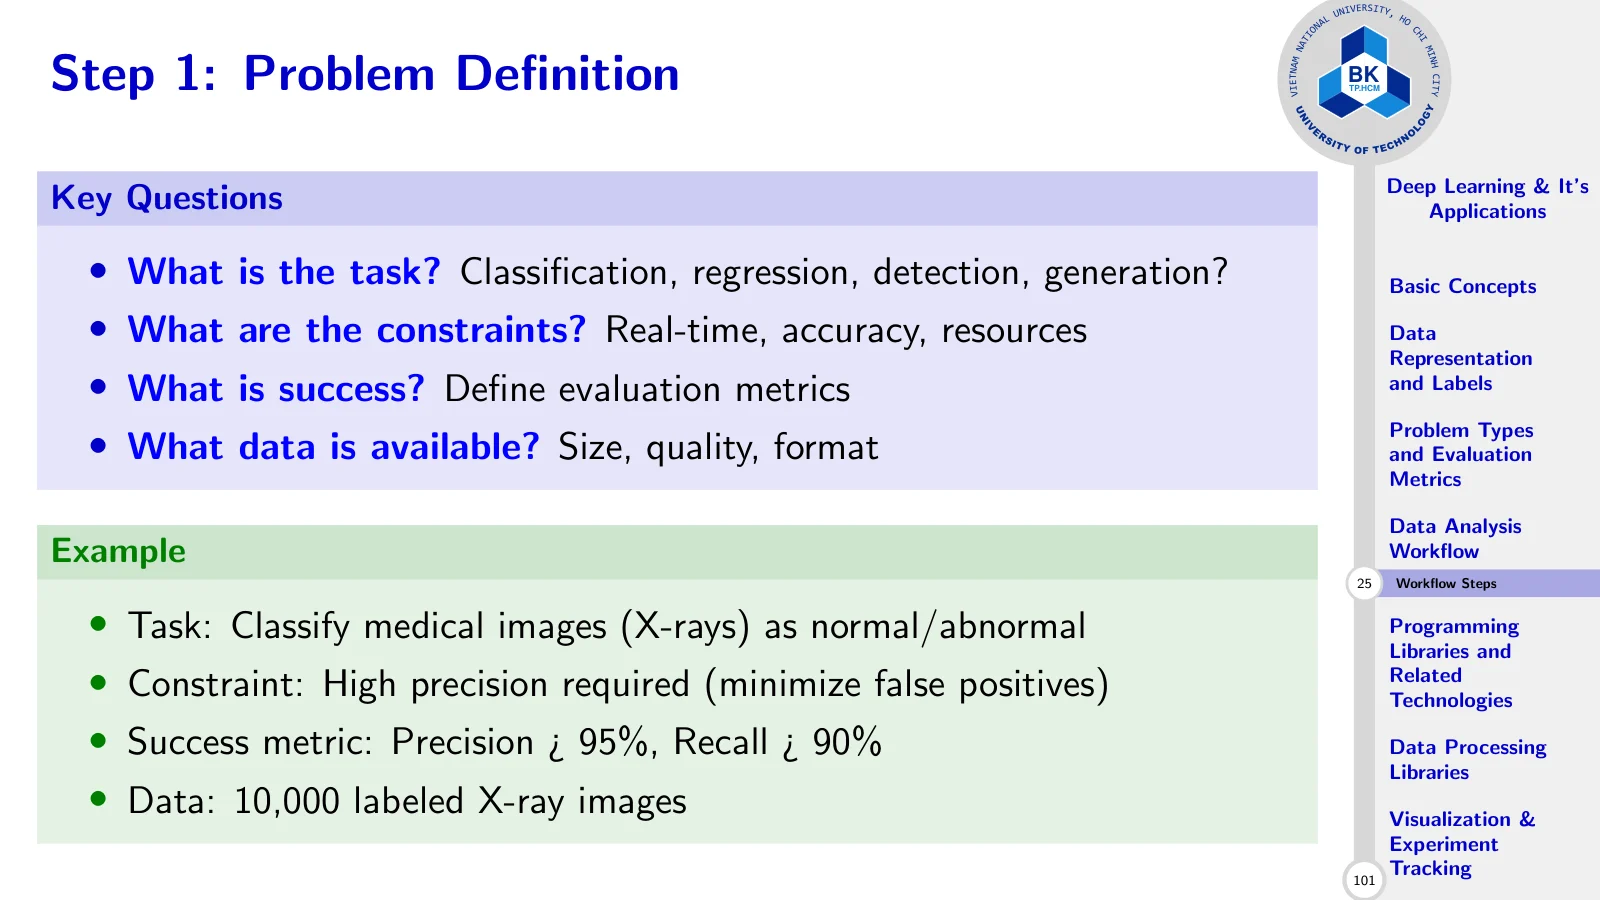 Step 1: Problem Definition
Key Questions
• What is the task? Classification, regression, detection, generation?
• What are the constraints? Real-time, accuracy, resources
• What is success? Define evaluation metrics
• What data is available? Size, quality, format
Example
• Task: Classify medical images (X-rays) as normal/abnormal
• Constraint: High precision required (minimize false positives)
• Success metric: Precision ¿ 95%, Recall ¿ 90%
• Data: 10,000 labeled X-ray images
VIETNAM NATIONAL UNIVERSITY, HO CHI MINH CITY
BK
TP.HCM
UNIVERSITY OF TECHNOLOGY
Deep Learning & It's
Applications
Basic Concepts
Data
Representation
and Labels
Problem Types
and Evaluation
Metrics
Data Analysis
Workflow
25 Workflow Steps
Programming
Libraries and
Related
Technologies
Data Processing
Libraries
Visualization &
Experiment
Tracking
101